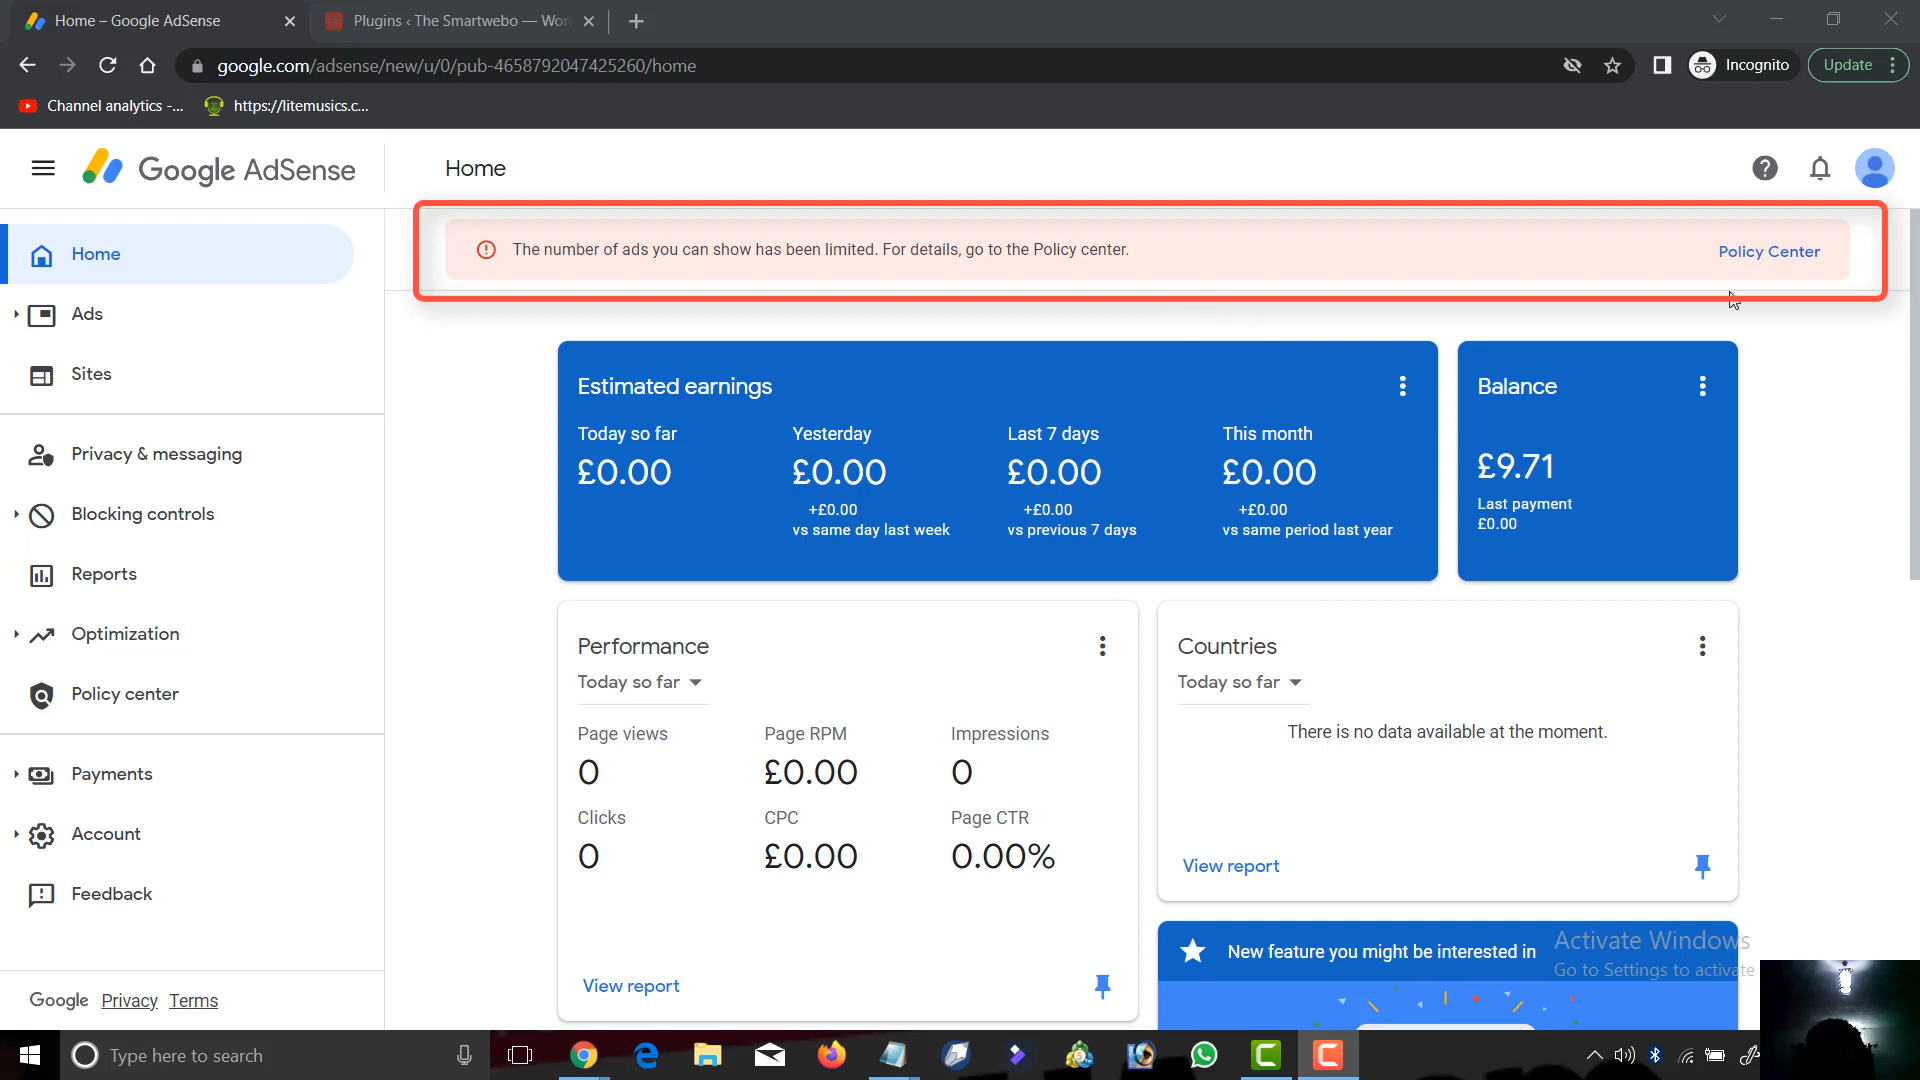 Home – Google AdSense
Plugins ‹ The Smartwebo — Wor
google.com/adsense/new/u/0/pub-4658792047425260/home
Incognito
Update
Channel analytics -...
https://litemusics.c...
Google AdSense
Home
The number of ads you can show has been limited. For details, go to the Policy center.
Policy Center
Home
Ads
Sites
Privacy & messaging
Blocking controls
Reports
Optimization
Policy center
Payments
Account
Feedback
Google Privacy Terms
Estimated earnings
Today so far
£0.00
Yesterday
£0.00
+£0.00
vs same day last week
Last 7 days
£0.00
+£0.00
vs previous 7 days
This month
£0.00
+£0.00
vs same period last year
Balance
£9.71
Last payment
£0.00
Performance
Today so far
Page views
0
Page RPM
£0.00
Impressions
0
Clicks
0
CPC
£0.00
Page CTR
0.00%
View report
Countries
Today so far
There is no data available at the moment.
View report
New feature you might be interested in
Activate Windows
Go to Settings to activate
Type here to search